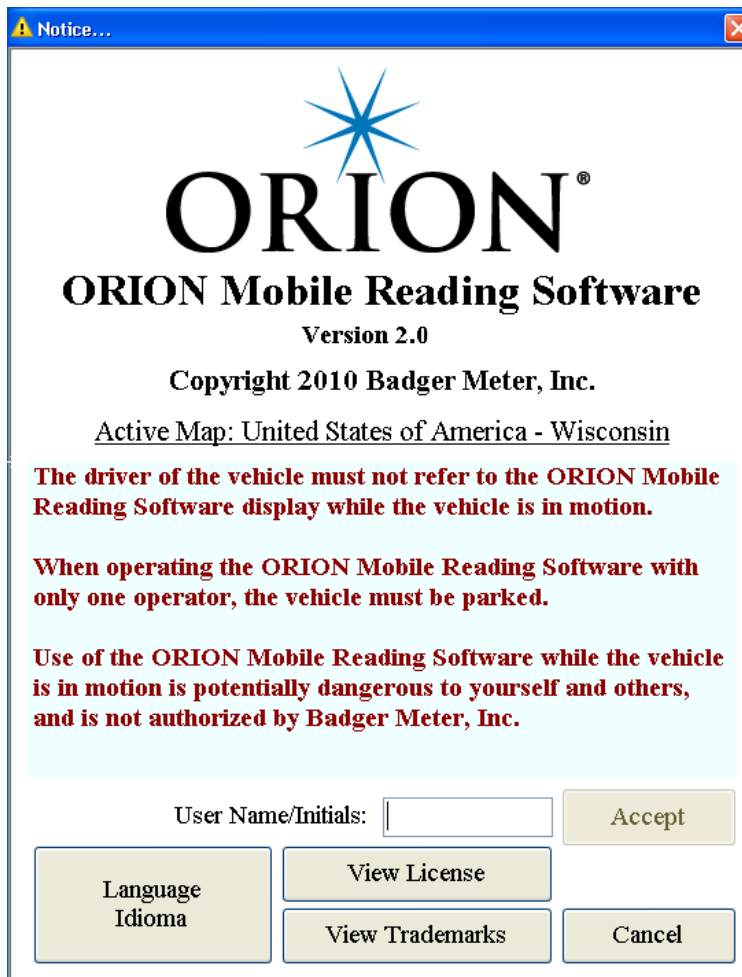 Notice...
ORION®
ORION Mobile Reading Software
Version 2.0
Copyright 2010 Badger Meter, Inc.
Active Map: United States of America - Wisconsin
The driver of the vehicle must not refer to the ORION Mobile
Reading Software display while the vehicle is in motion.
When operating the ORION Mobile Reading Software with
only one operator, the vehicle must be parked.
Use of the ORION Mobile Reading Software while the vehicle
is in motion is potentially dangerous to yourself and others,
and is not authorized by Badger Meter, Inc.
User Name/Initials:
Accept
Language
Idioma
View License
View Trademarks
Cancel